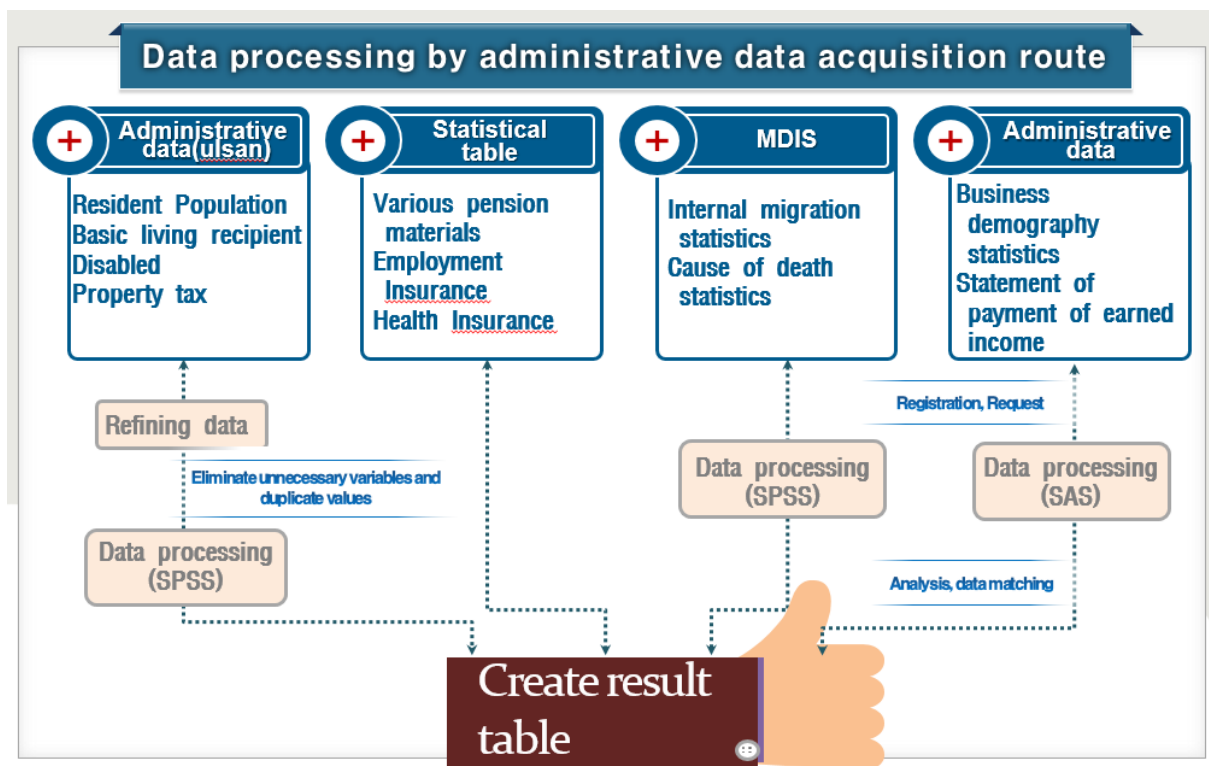 Data processing by administrative data acquisition route
Administrative
data(ulsan)
Resident Population
Basic living recipient
Disabled
Property tax
Statistical
table
Various pension
materials
Employment
Insurance
Health Insurance
MDIS
Internal migration
statistics
Cause of death
statistics
Administrative
data
Business
demography
statistics
Statement of
payment of earned
income
Refining data
Eliminate unnecessary variables and
duplicate values
Data processing
(SPSS)
Data processing
(SPSS)
Registration, Request
Data processing
(SAS)
Analysis, data matching
Create result
table